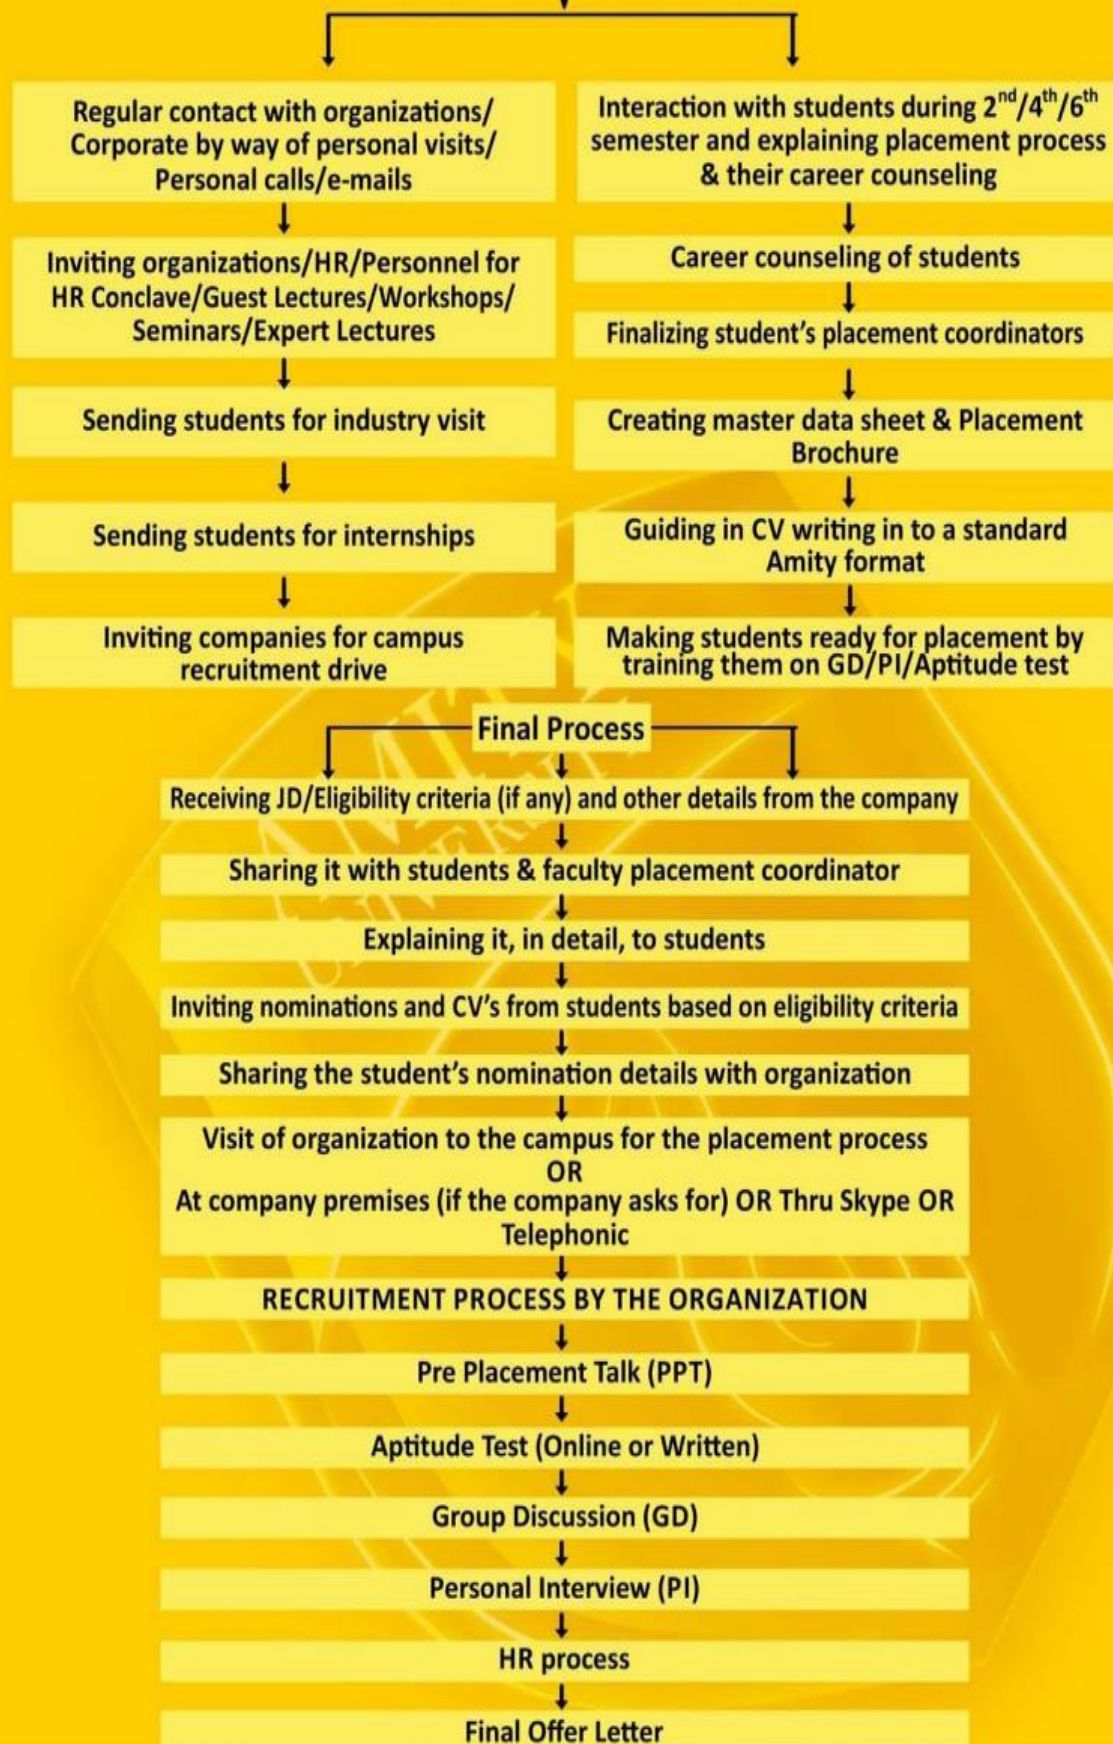 Regular contact with organizations/
Corporate by way of personal visits/
Personal calls/e-mails
Inviting organizations/HR/Personnel for
HR Conclave/Guest Lectures/Workshops/
Seminars/Expert Lectures
Sending students for industry visit
Sending students for internships
Inviting companies for campus
recruitment drive
Interaction with students during 2nd/4th/6th
semester and explaining placement process
& their career counseling
Career counseling of students
Finalizing student's placement coordinators
Creating master data sheet & Placement
Brochure
Guiding in CV writing in to a standard
Amity format
Making students ready for placement by
training them on GD/PI/Aptitude test
Final Process
Receiving JD/Eligibility criteria (if any) and other details from the company
Sharing it with students & faculty placement coordinator
Explaining it, in detail, to students
Inviting nominations and CV's from students based on eligibility criteria
Sharing the student's nomination details with organization
Visit of organization to the campus for the placement process
OR
At company premises (if the company asks for) OR Thru Skype OR
Telephonic
RECRUITMENT PROCESS BY THE ORGANIZATION
Pre Placement Talk (PPT)
Aptitude Test (Online or Written)
Group Discussion (GD)
Personal Interview (PI)
HR process
Final Offer Letter
AMITY
UNIVERSITY